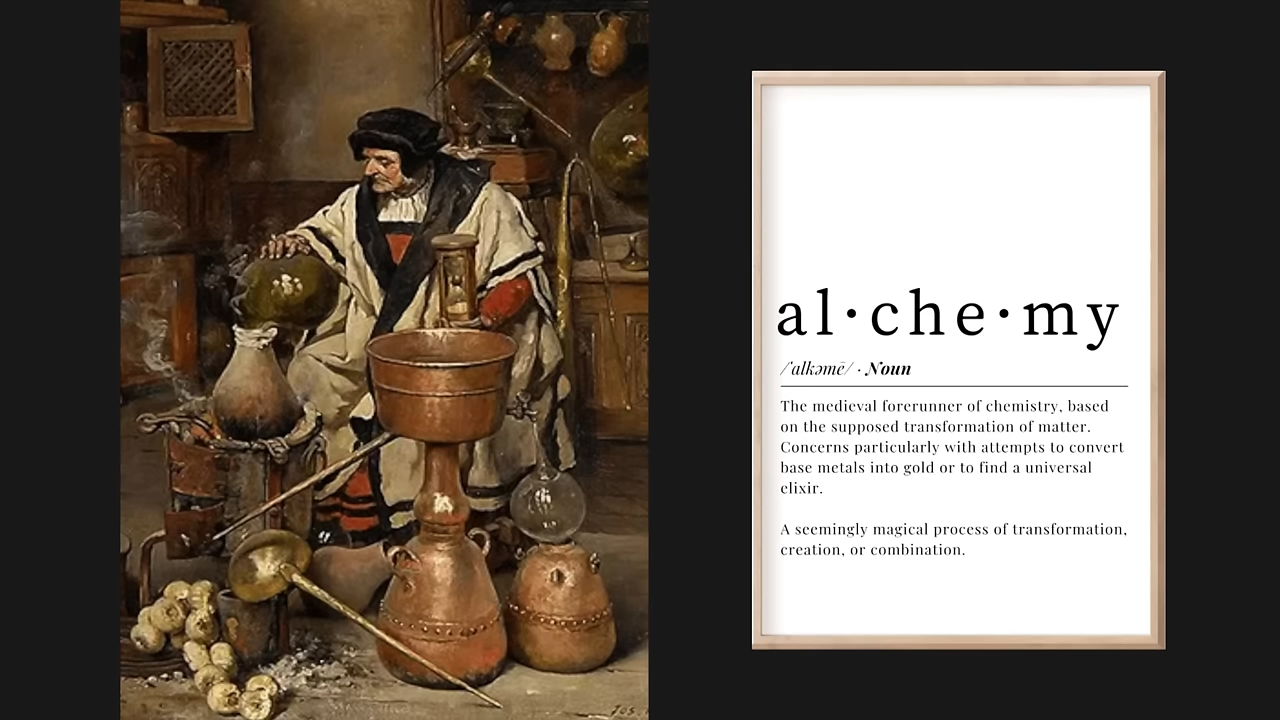 al·che·my
/ˈalkəmē/ · Noun
The medieval forerunner of chemistry, based
on the supposed transformation of matter.
Concerns particularly with attempts to convert
base metals into gold or to find a universal
elixir.
A seemingly magical process of transformation,
creation, or combination.
Jos.